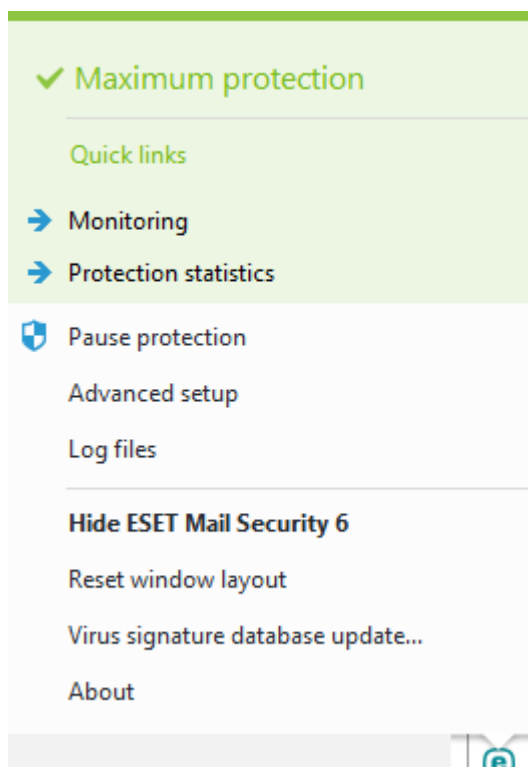 Maximum protection
Quick links
Monitoring
Protection statistics
Pause protection
Advanced setup
Log files
Hide ESET Mail Security 6
Reset window layout
Virus signature database update...
About
e